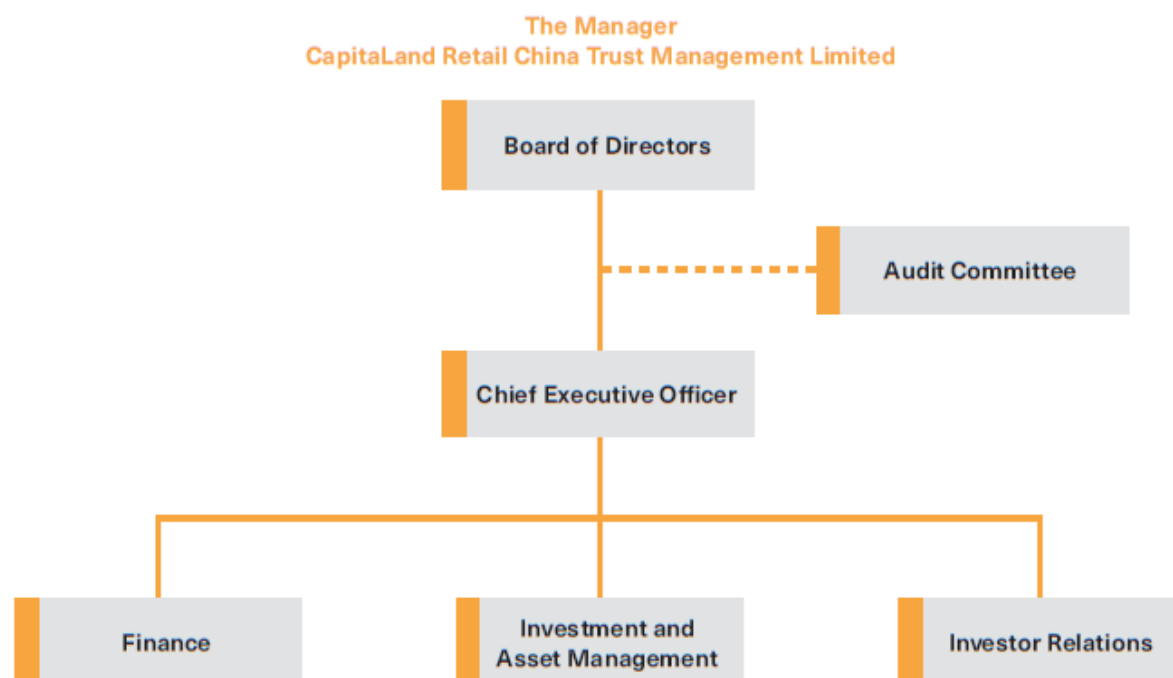 The Manager
CapitaLand Retail China Trust Management Limited
Board of Directors
Audit Committee
Chief Executive Officer
Finance
Investment and
Asset Management
Investor Relations